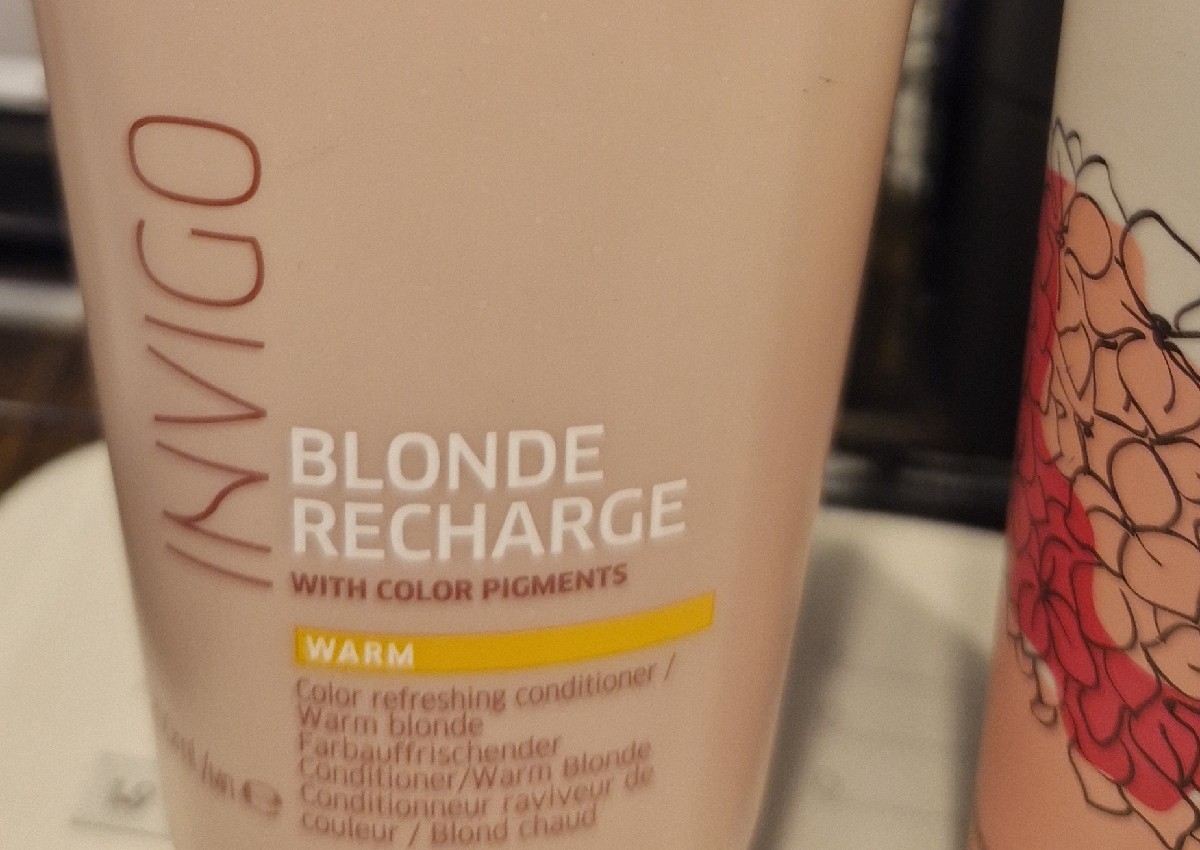 INVIGO
BLONDE
RECHARGE
WITH COLOR PIGMENTS
WARM
Color refreshing conditioner /
Warm blonde
Farbauffrischender
Conditioner/Warm Blonde
Conditionneur raviveur de
couleur / Blond chaud